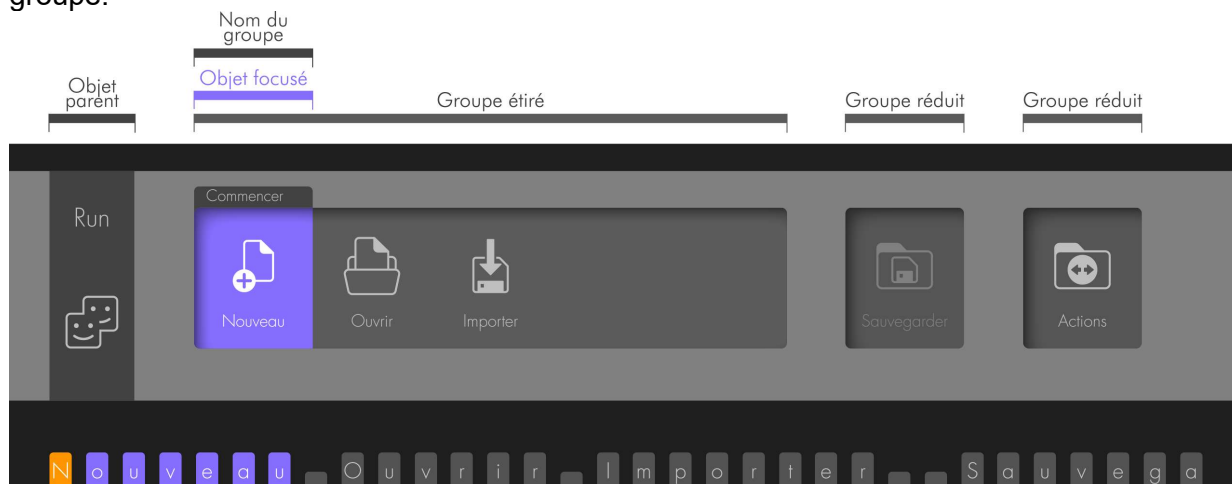 groupe.
Nom du
groupe
Objet focusé
Objet
parent
Groupe étiré
Groupe réduit
Groupe réduit
Commencer
Run
Nouveau
Ouvrir
Importer
Sauvegarder
Actions
Nouveau_Ouvrir_Importer__Sauvega